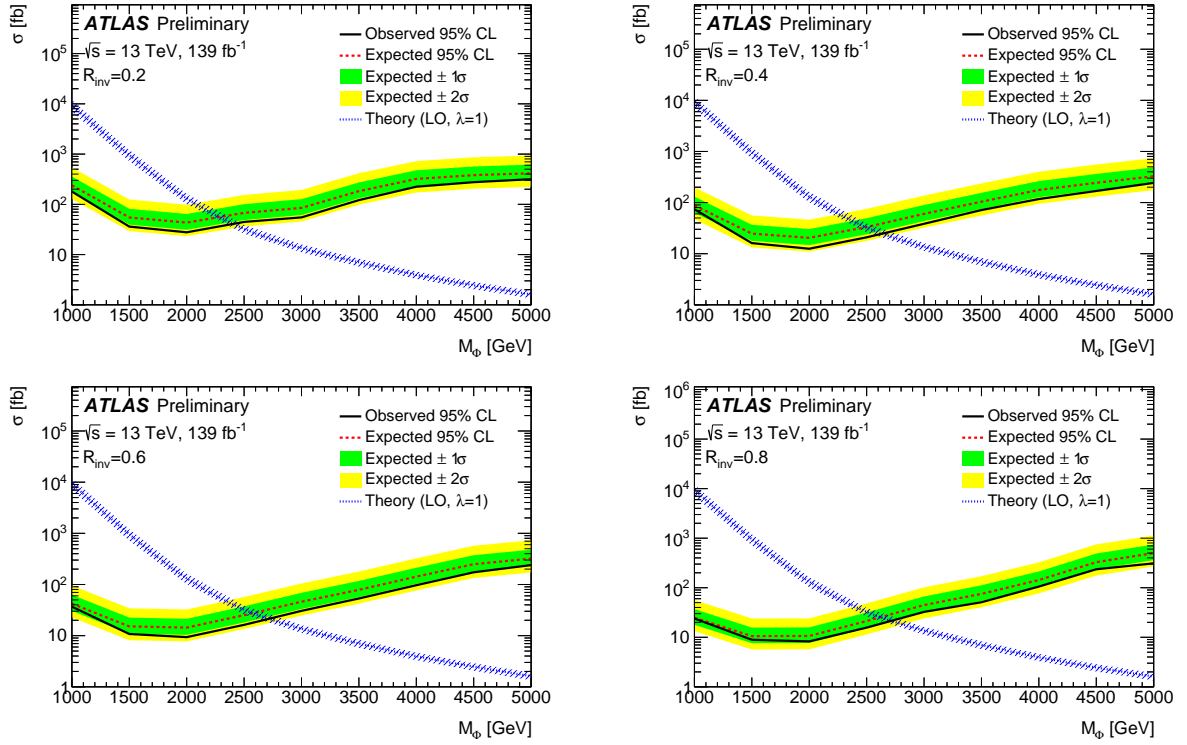 σ [fb]
ATLAS Preliminary
√s = 13 TeV, 139 fb⁻¹
R_inv=0.2
Observed 95% CL
Expected 95% CL
Expected ± 1σ
Expected ± 2σ
Theory (LO, λ=1)
10⁵
10⁴
10³
10²
10
1
1000 1500 2000 2500 3000 3500 4000 4500 5000
M_Φ [GeV]
σ [fb]
ATLAS Preliminary
√s = 13 TeV, 139 fb⁻¹
R_inv=0.4
Observed 95% CL
Expected 95% CL
Expected ± 1σ
Expected ± 2σ
Theory (LO, λ=1)
10⁵
10⁴
10³
10²
10
1
1000 1500 2000 2500 3000 3500 4000 4500 5000
M_Φ [GeV]
σ [fb]
ATLAS Preliminary
√s = 13 TeV, 139 fb⁻¹
R_inv=0.6
Observed 95% CL
Expected 95% CL
Expected ± 1σ
Expected ± 2σ
Theory (LO, λ=1)
10⁵
10⁴
10³
10²
10
1
1000 1500 2000 2500 3000 3500 4000 4500 5000
M_Φ [GeV]
σ [fb]
ATLAS Preliminary
√s = 13 TeV, 139 fb⁻¹
R_inv=0.8
Observed 95% CL
Expected 95% CL
Expected ± 1σ
Expected ± 2σ
Theory (LO, λ=1)
10⁶
10⁵
10⁴
10³
10²
10
1
1000 1500 2000 2500 3000 3500 4000 4500 5000
M_Φ [GeV]